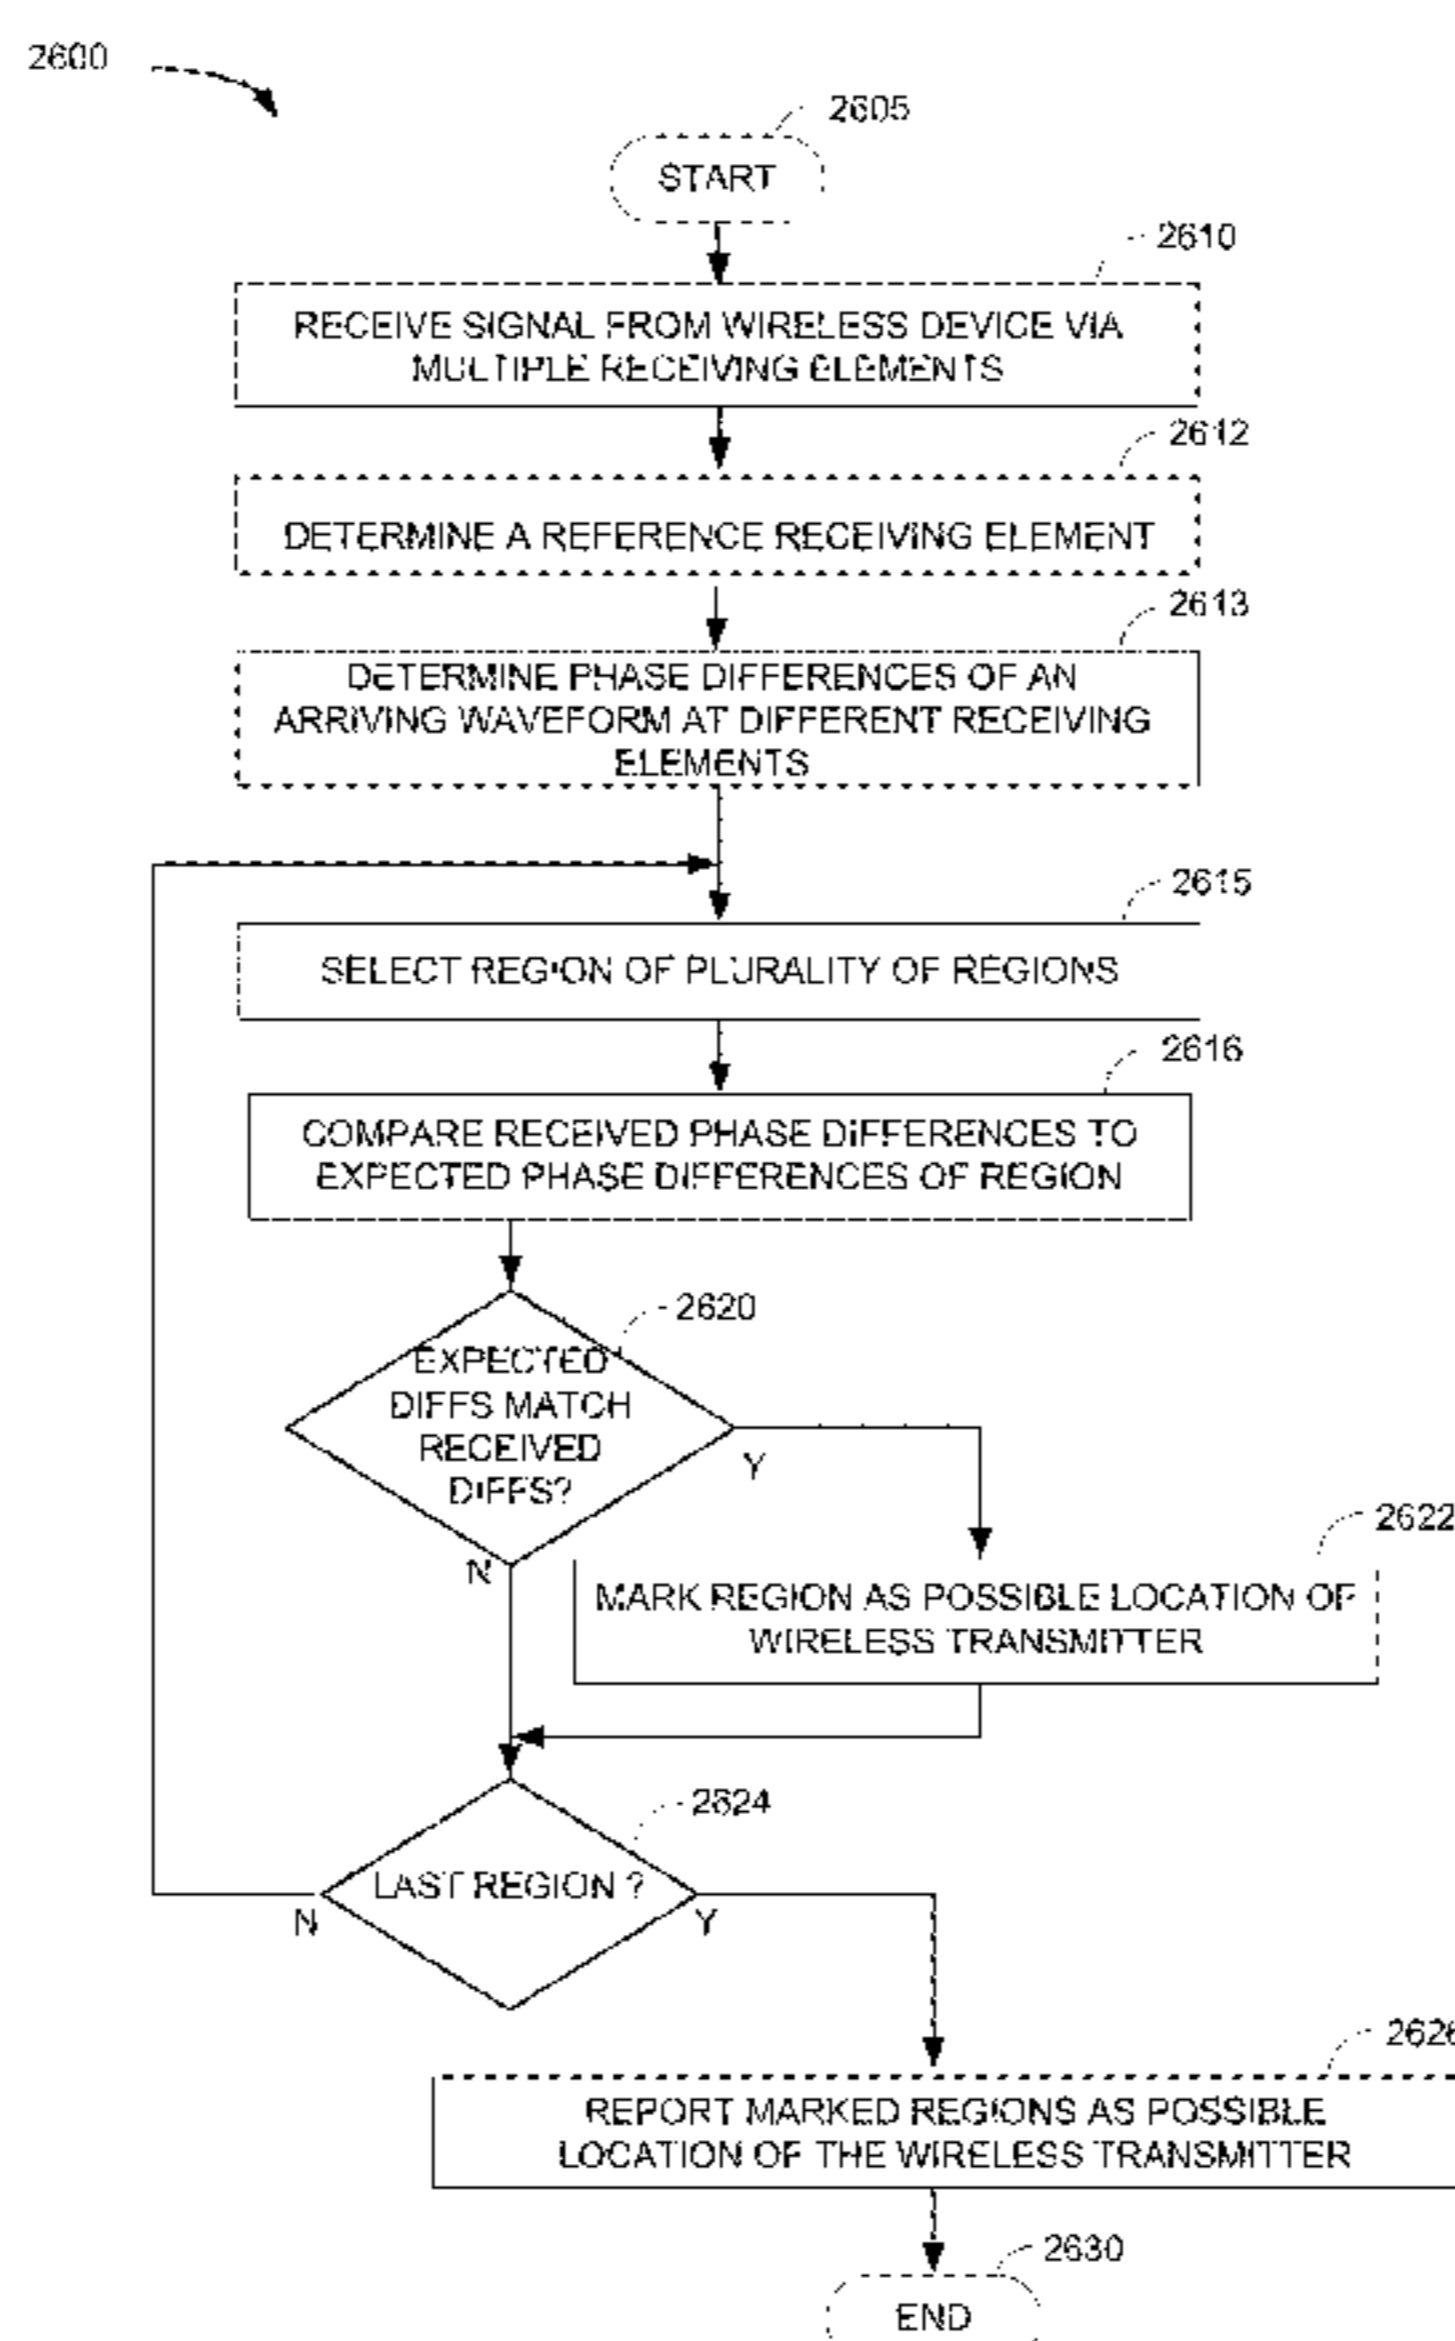 2600
2605
START
2610
RECEIVE SIGNAL FROM WIRELESS DEVICE VIA
MULTIPLE RECEIVING ELEMENTS
2612
DETERMINE A REFERENCE RECEIVING ELEMENT
2613
DETERMINE PHASE DIFFERENCES OF AN
ARRIVING WAVEFORM AT DIFFERENT RECEIVING
ELEMENTS
2615
SELECT REGION OF PLURALITY OF REGIONS
2616
COMPARE RECEIVED PHASE DIFFERENCES TO
EXPECTED PHASE DIFFERENCES OF REGION
2620
EXPECTED
DIFFS MATCH
RECEIVED
DIFFS?
Y
N
2622
MARK REGION AS POSSIBLE LOCATION OF
WIRELESS TRANSMITTER
2624
LAST REGION ?
N
Y
2626
REPORT MARKED REGIONS AS POSSIBLE
LOCATION OF THE WIRELESS TRANSMITTER
2630
END